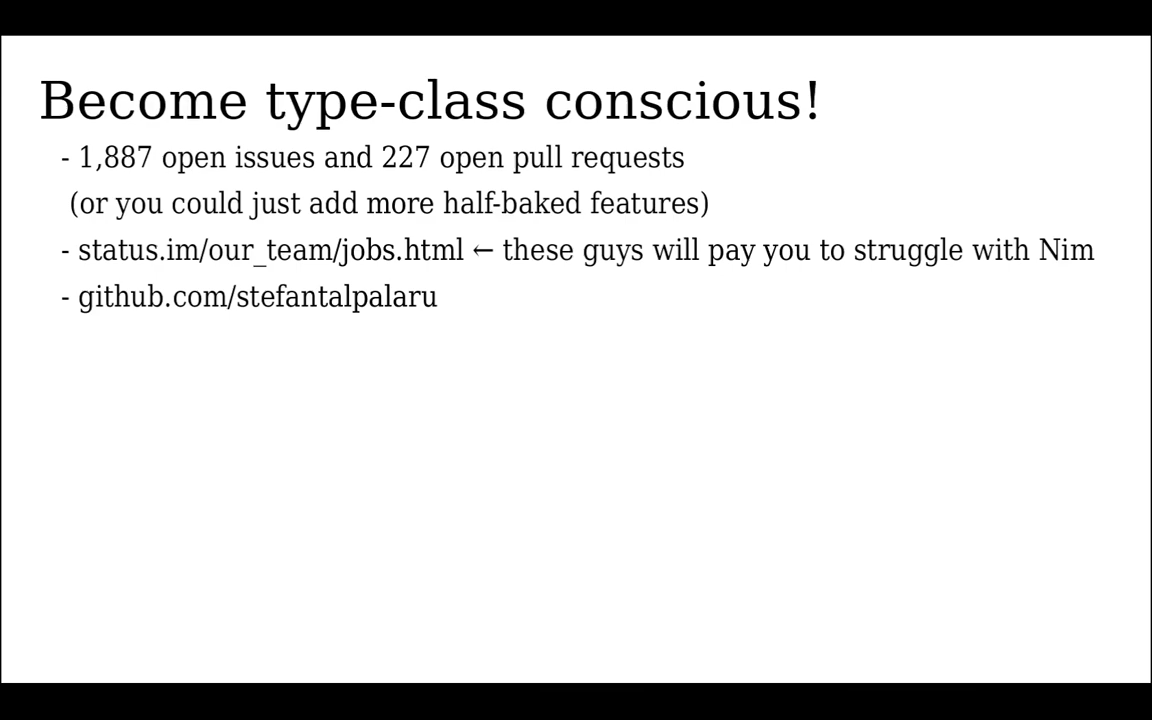 Become type-class conscious!
- 1,887 open issues and 227 open pull requests
(or you could just add more half-baked features)
- status.im/our_team/jobs.html ← these guys will pay you to struggle with Nim
- github.com/stefantalpalaru